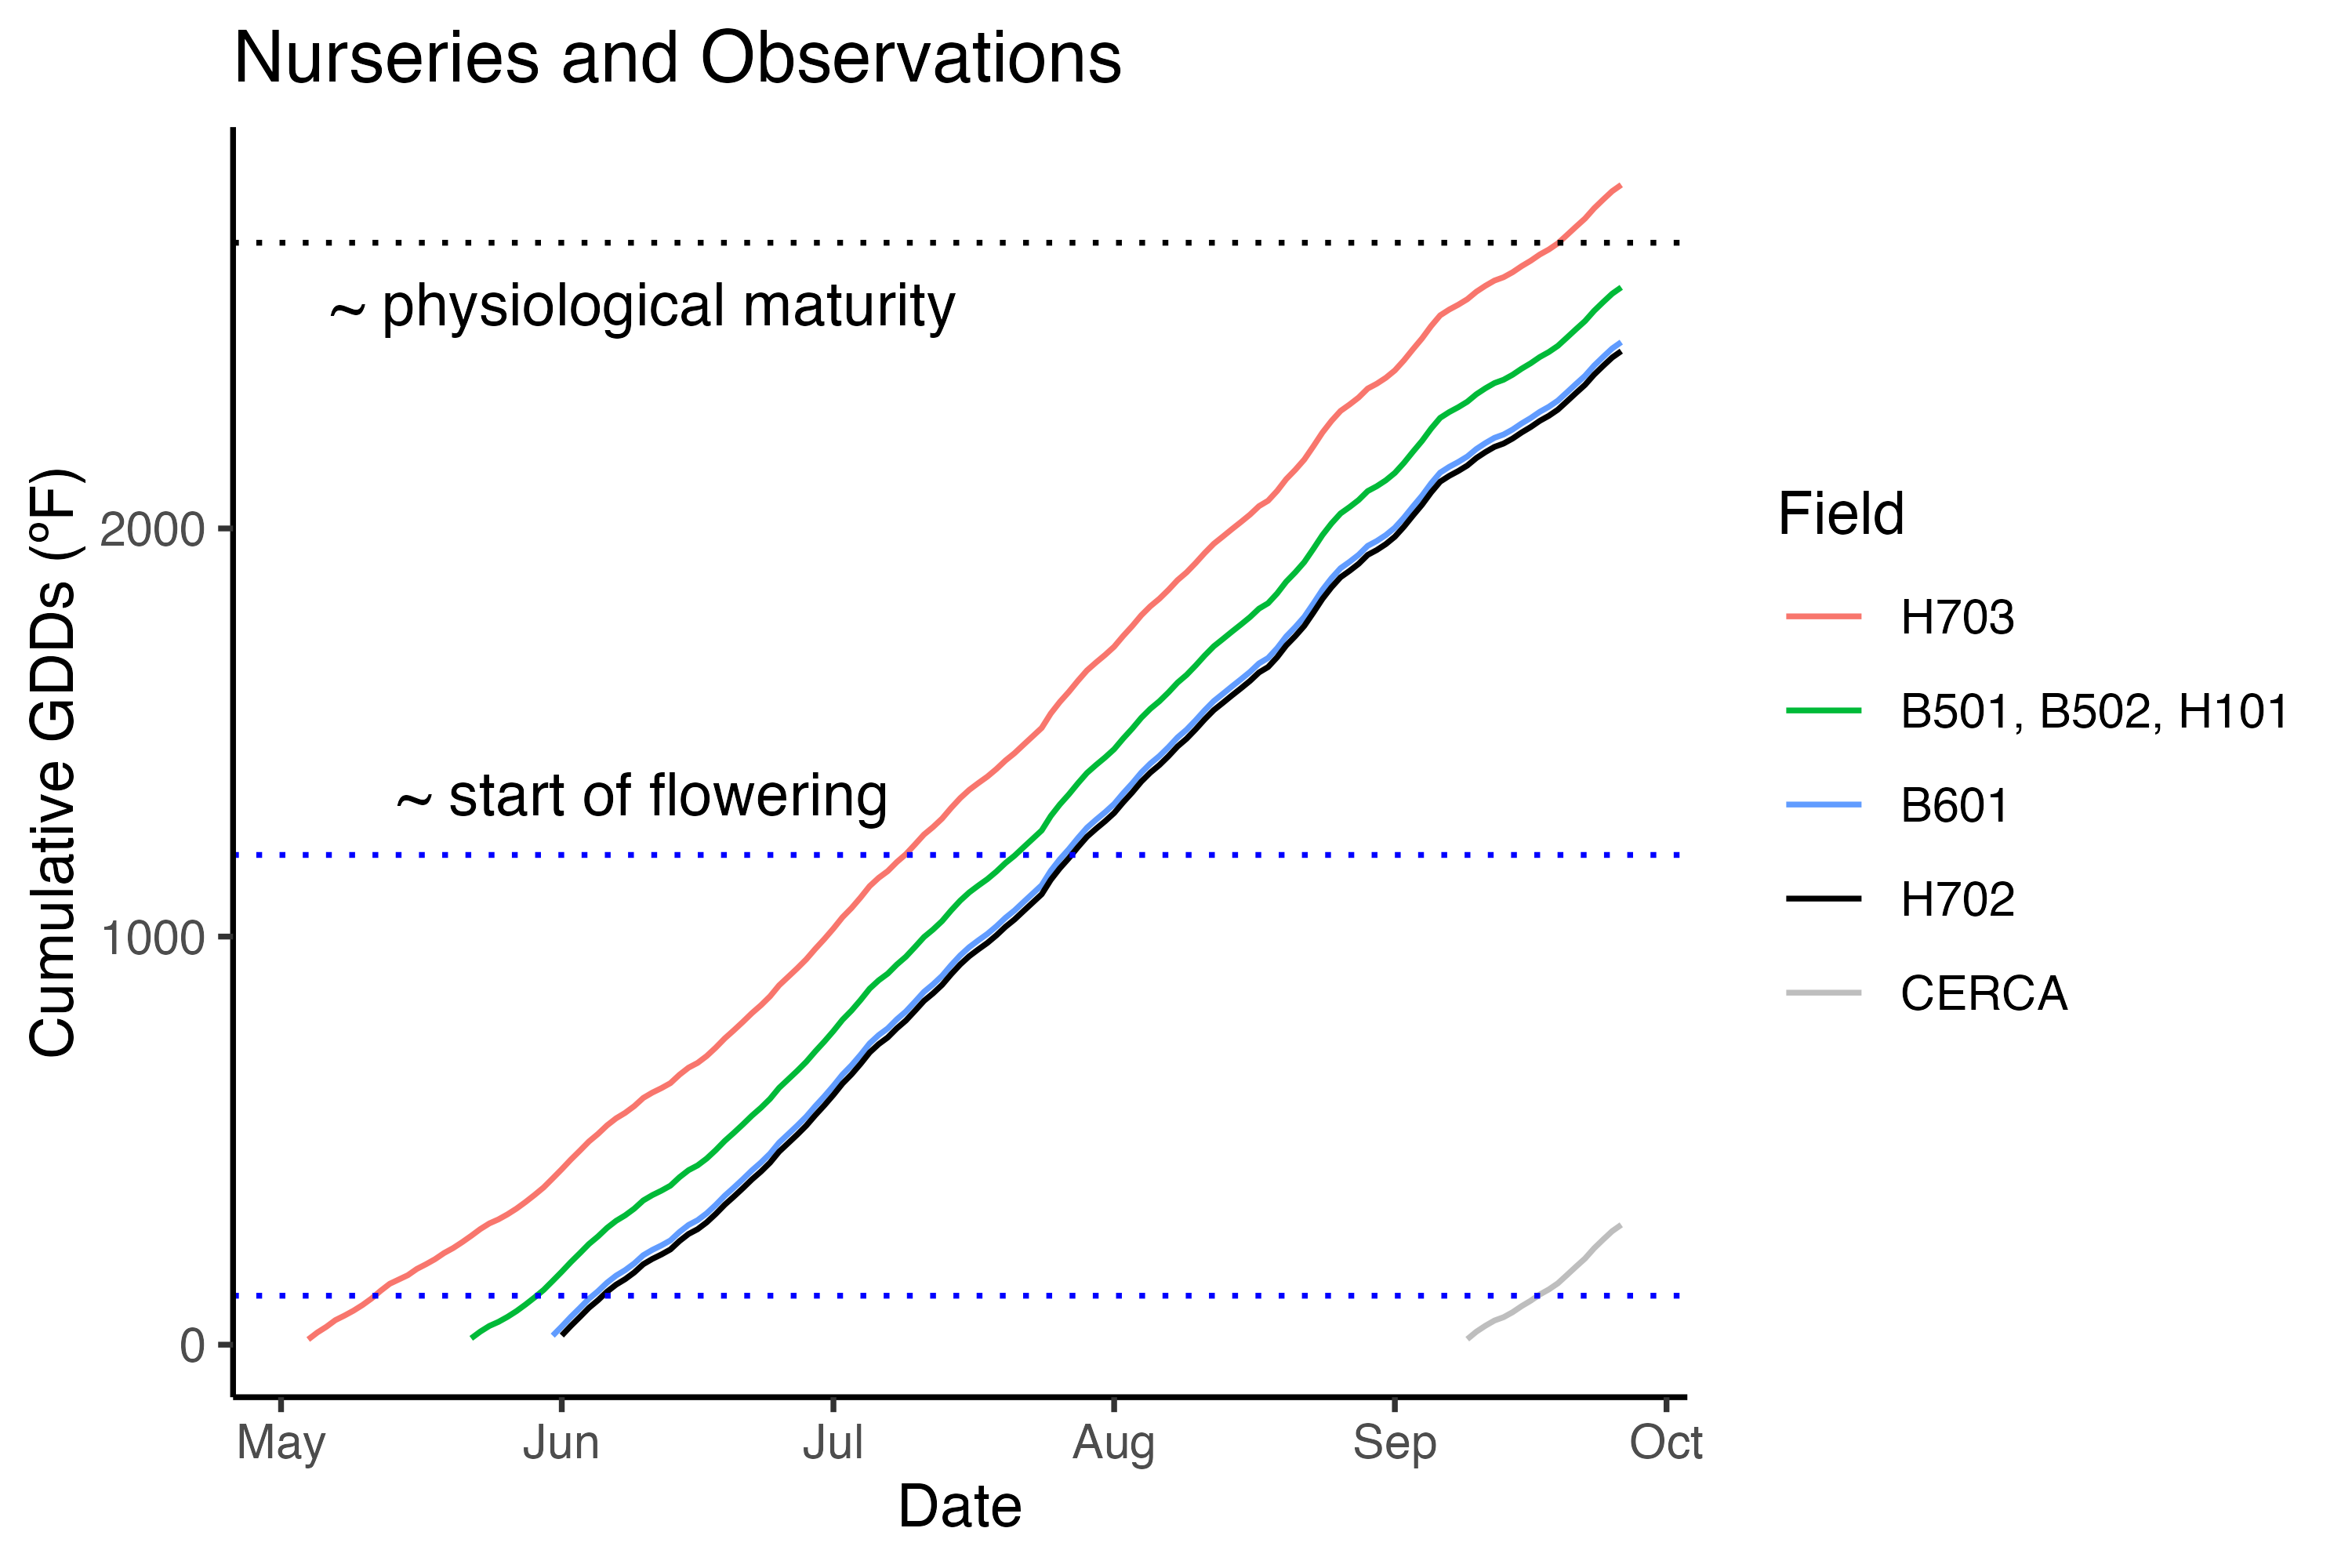 Nurseries and Observations
~ physiological maturity
~ start of flowering
Cumulative GDDs (ºF)
2000
1000
0
May Jun Jul Aug Sep Oct
Date
Field
H703
B501, B502, H101
B601
H702
CERCA